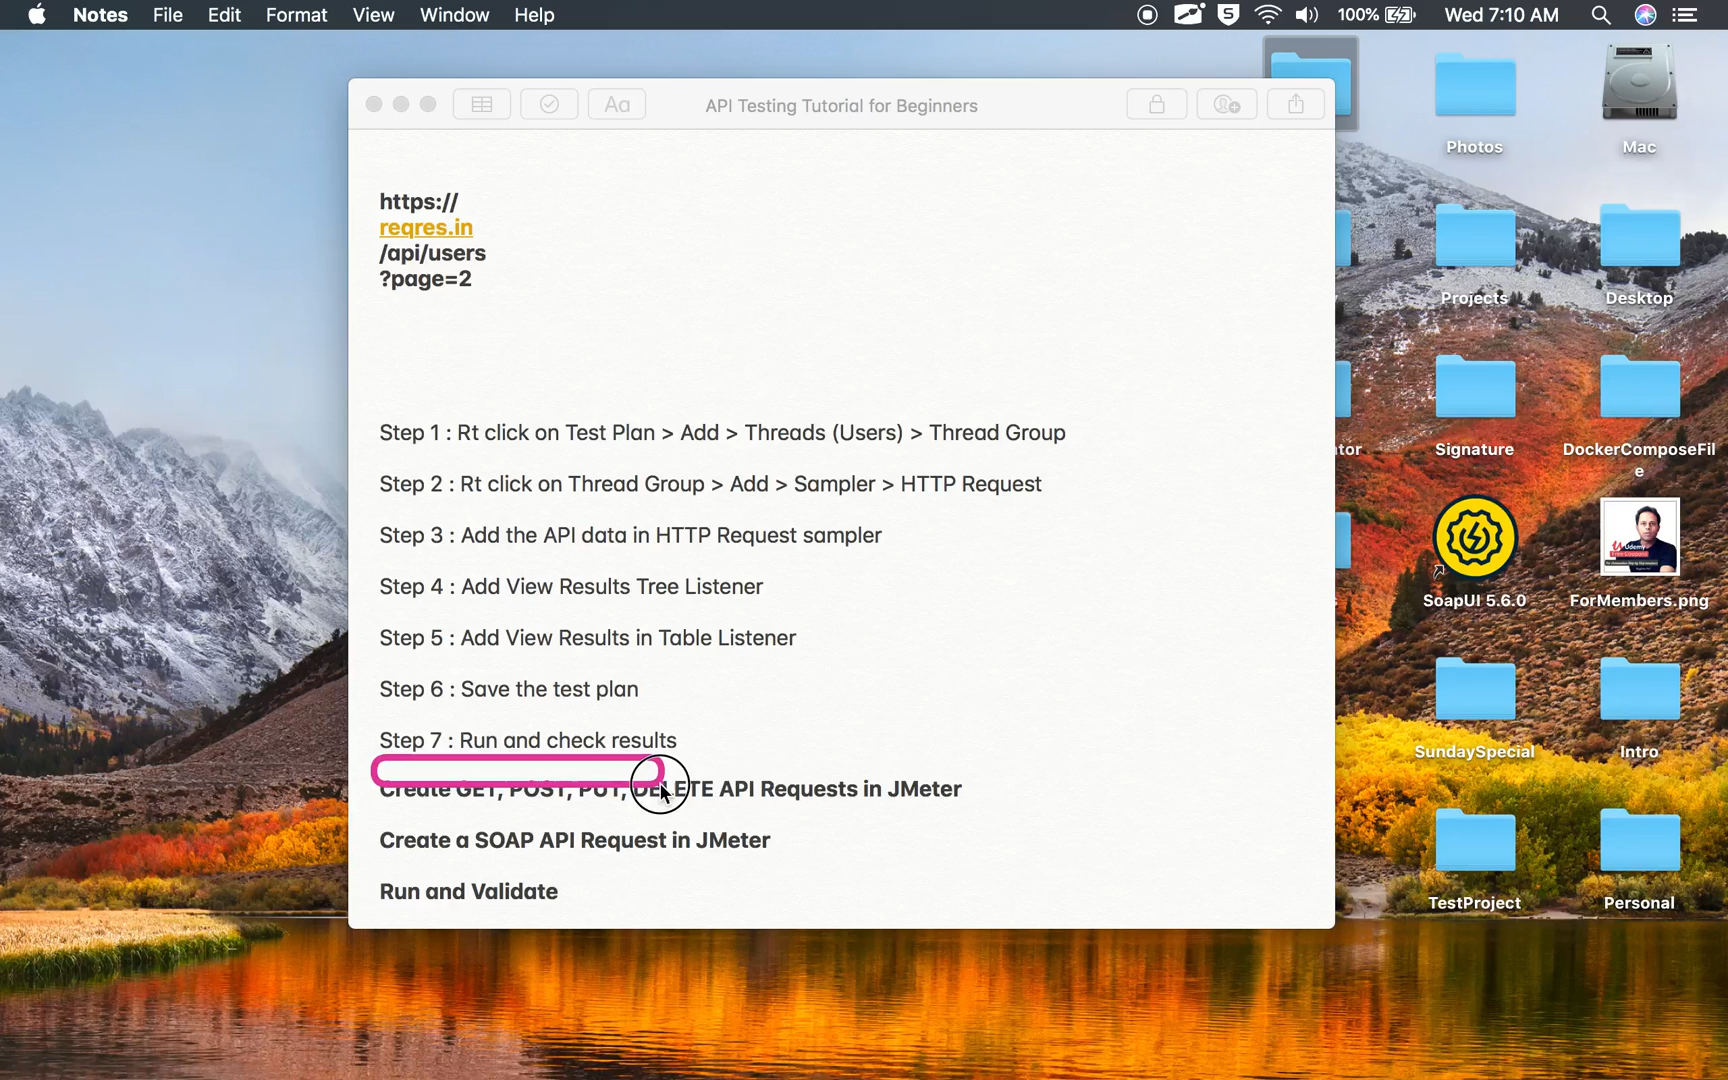 Notes File Edit Format View Window Help 100% Wed 7:10 AM
API Testing Tutorial for Beginners
https://
reqres.in
/api/users
?page=2
Step 1 : Rt click on Test Plan > Add > Threads (Users) > Thread Group
Step 2 : Rt click on Thread Group > Add > Sampler > HTTP Request
Step 3 : Add the API data in HTTP Request sampler
Step 4 : Add View Results Tree Listener
Step 5 : Add View Results in Table Listener
Step 6 : Save the test plan
Step 7 : Run and check results
Create GET, POST, PUT, DELETE API Requests in JMeter
Create a SOAP API Request in JMeter
Run and Validate
Photos Mac
Projects Desktop
Signature DockerComposeFil
e
SoapUI 5.6.0 ForMembers.png
SundaySpecial Intro
TestProject Personal